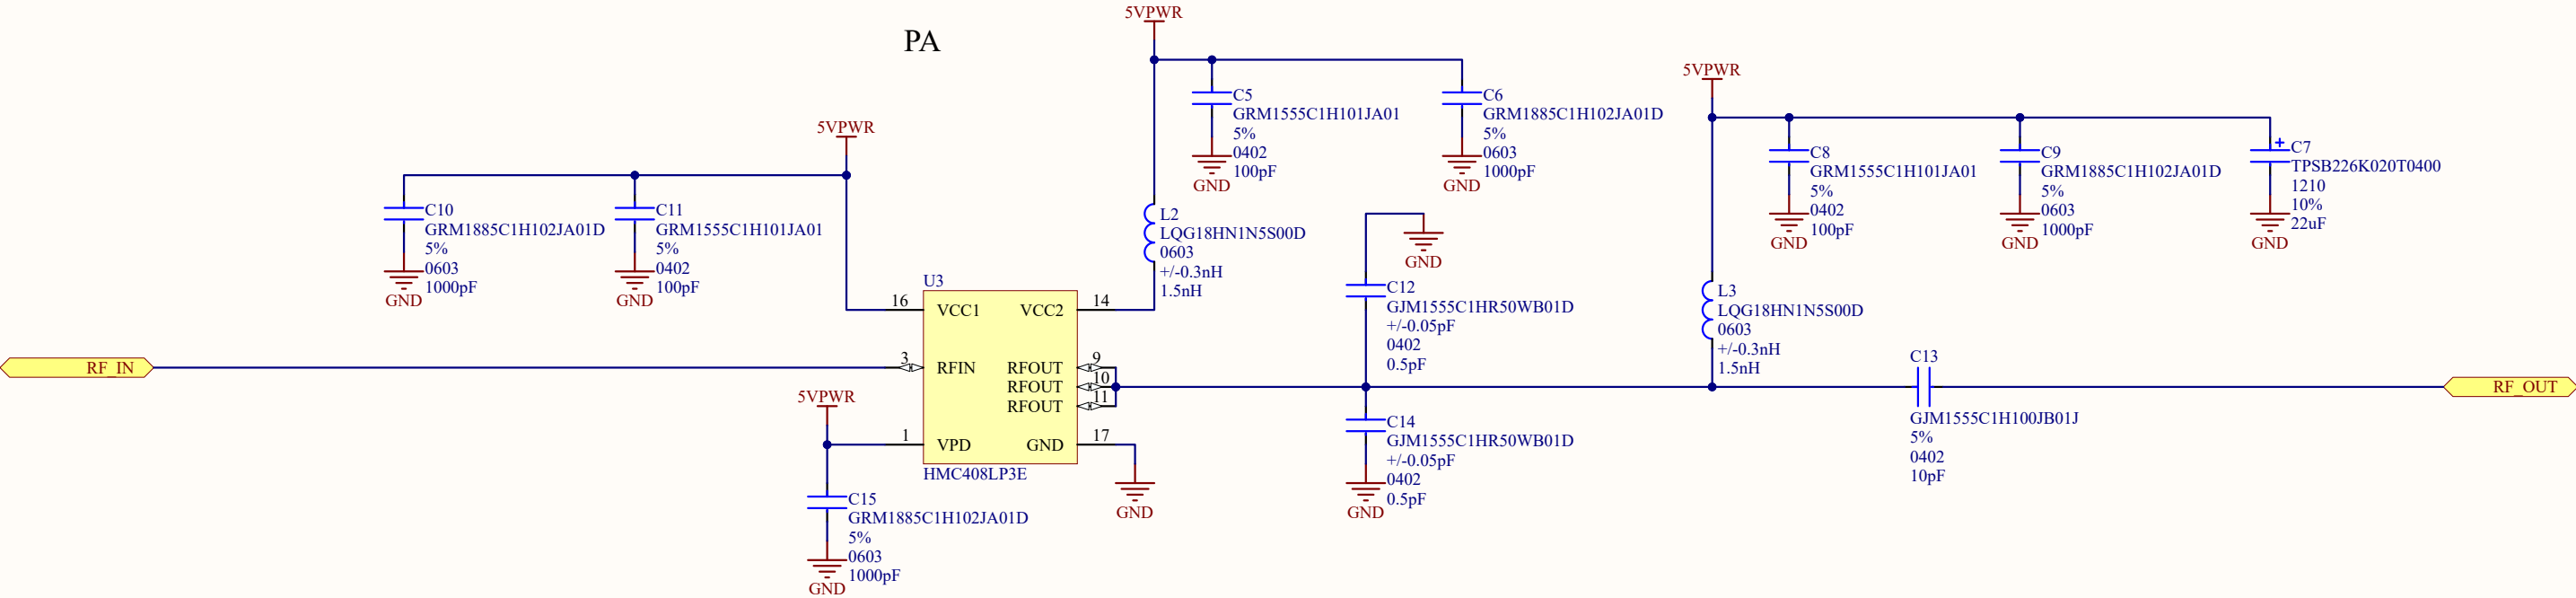 PA
5VPWR
C5
GRM1555C1H101JA01
5%
0402
100pF
GND
C6
GRM1885C1H102JA01D
5%
0603
1000pF
GND
5VPWR
C8
GRM1555C1H101JA01
5%
0402
100pF
GND
C9
GRM1885C1H102JA01D
5%
0603
1000pF
GND
+
C7
TPSB226K020T0400
1210
10%
22uF
GND
5VPWR
C10
GRM1885C1H102JA01D
5%
0603
1000pF
GND
C11
GRM1555C1H101JA01
5%
0402
100pF
GND
L2
LQG18HN1N5S00D
0603
+/-0.3nH
1.5nH
GND
C12
GJM1555C1HR50WB01D
+/-0.05pF
0402
0.5pF
L3
LQG18HN1N5S00D
0603
+/-0.3nH
1.5nH
U3
16 VCC1 VCC2 14
RF_IN
3 RFIN RFOUT 9
RFOUT 10
RFOUT 11
1 VPD GND 17
HMC408LP3E
GND
5VPWR
C15
GRM1885C1H102JA01D
5%
0603
1000pF
GND
C14
GJM1555C1HR50WB01D
+/-0.05pF
0402
0.5pF
GND
C13
GJM1555C1H100JB01J
5%
0402
10pF
RF_OUT